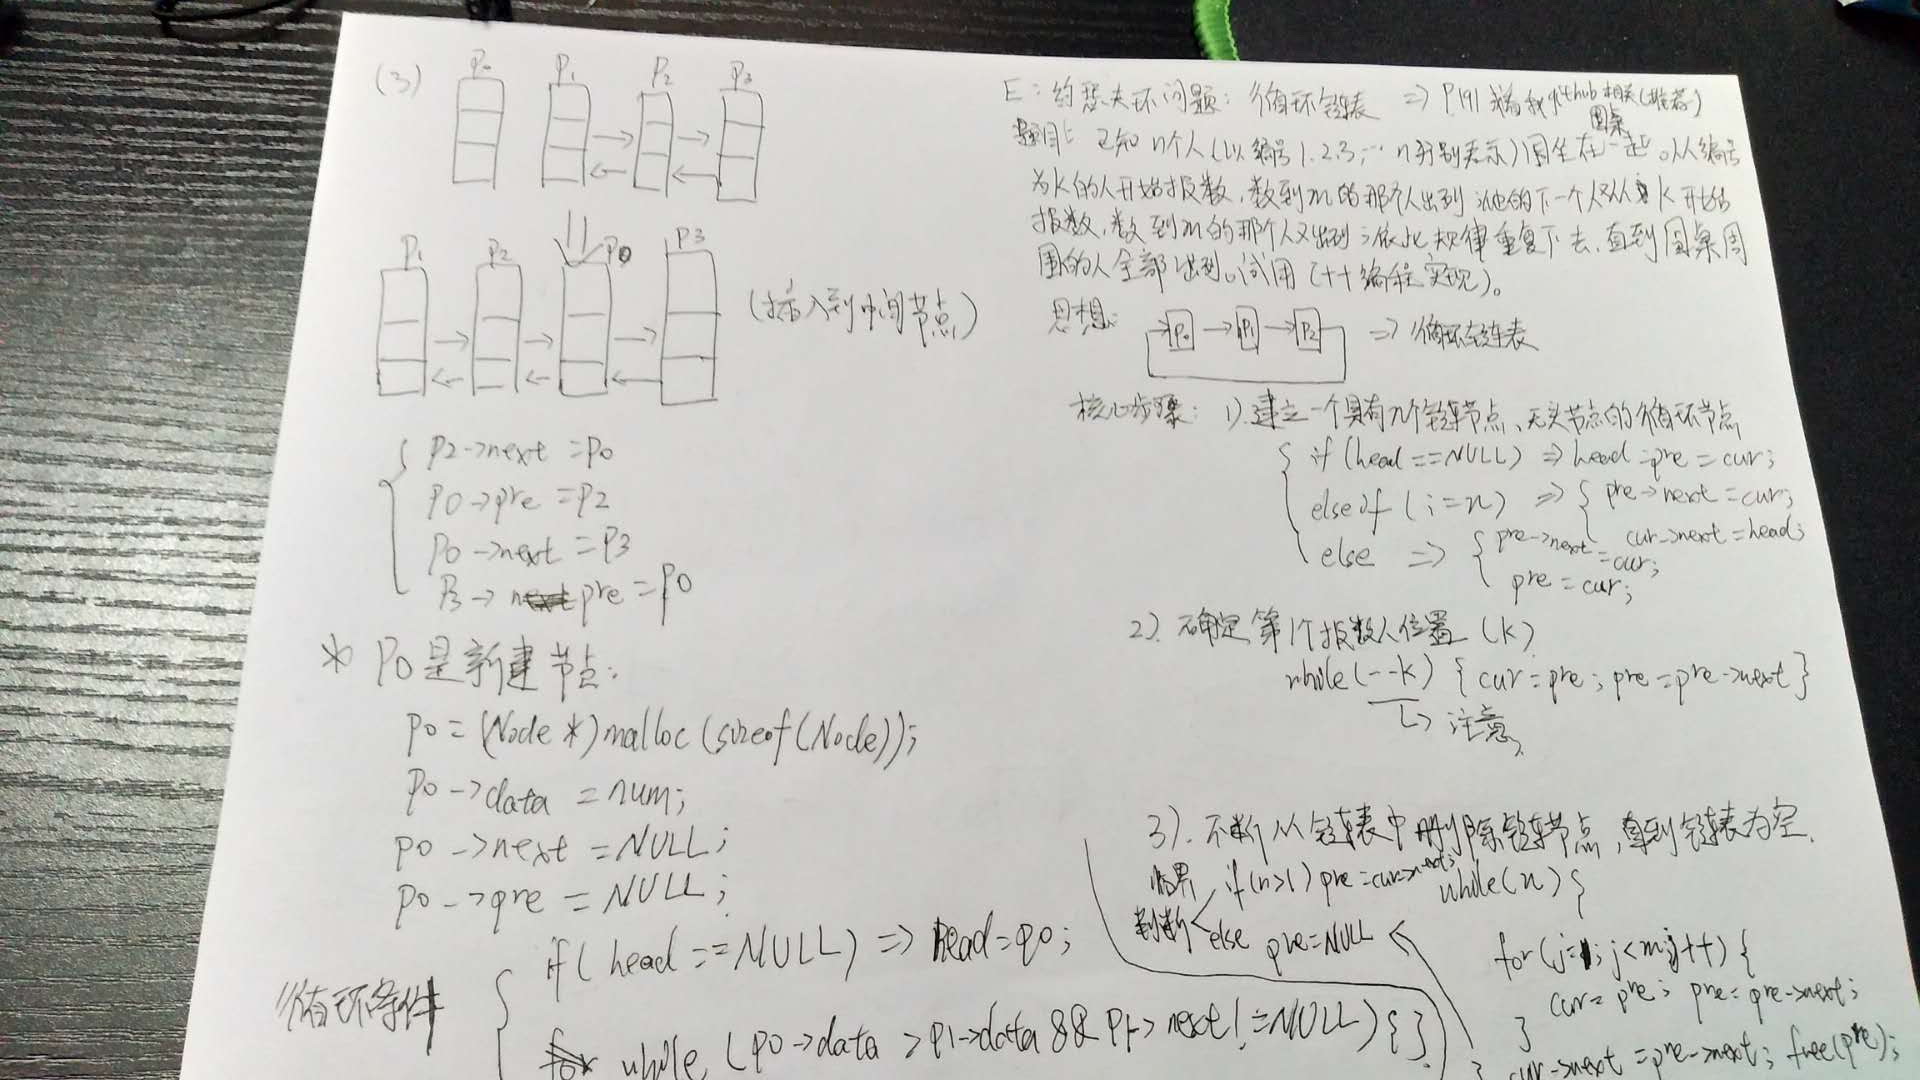 (3) P0 P1 P2 P3
P1 P2 P0 P3
(插入到中间节点)
P2->next =P0
P0->pre =P2
P0->next =P3
P3-> pre =P0
* P0是新建节点:
P0 = (Node *)malloc(sizeof(Node));
P0->data =num;
P0->next =NULL;
P0->pre =NULL;
循环条件
if( head ==NULL) => head=p0;
while (P0->data >P1->data && P1-> next!=NULL){}
E: 约瑟夫环问题: 循环链表 => P191 或看我github相关(推荐)
题目: 已知n个人(以编号1.2.3,…n分别表示)围坐在一起。从编号
圆桌
为K的人开始报数,数到m的那个人出列;他的下一个人又从K开始
报数,数到m的那个人又出列;依此规律重复下去,直到圆桌周
围的人全部出列。试用C++编程实现)。
思想: P0 -> P1 -> P2 => 循环链表
核心步骤: 1).建立一个具有n个链节点、无头节点的循环节点
if (head ==NULL) => head =pre = cur;
else if (i=n) => pre->next =cur;
cur->next =head;
else => pre->next =cur;
pre =cur;
2). 确定第1个报数人位置 (K)
while(--k) { cur=pre; pre=pre->next }
注意
3). 不断从链表中删除链节点,直到链表为空.
临界判断 if(n>1) pre=cur->next;
else pre=NULL
while(n){
for(j=1; j<m;j++) {
cur= pre; pre= pre->next;
}
cur->next =pre->next; free(pre);